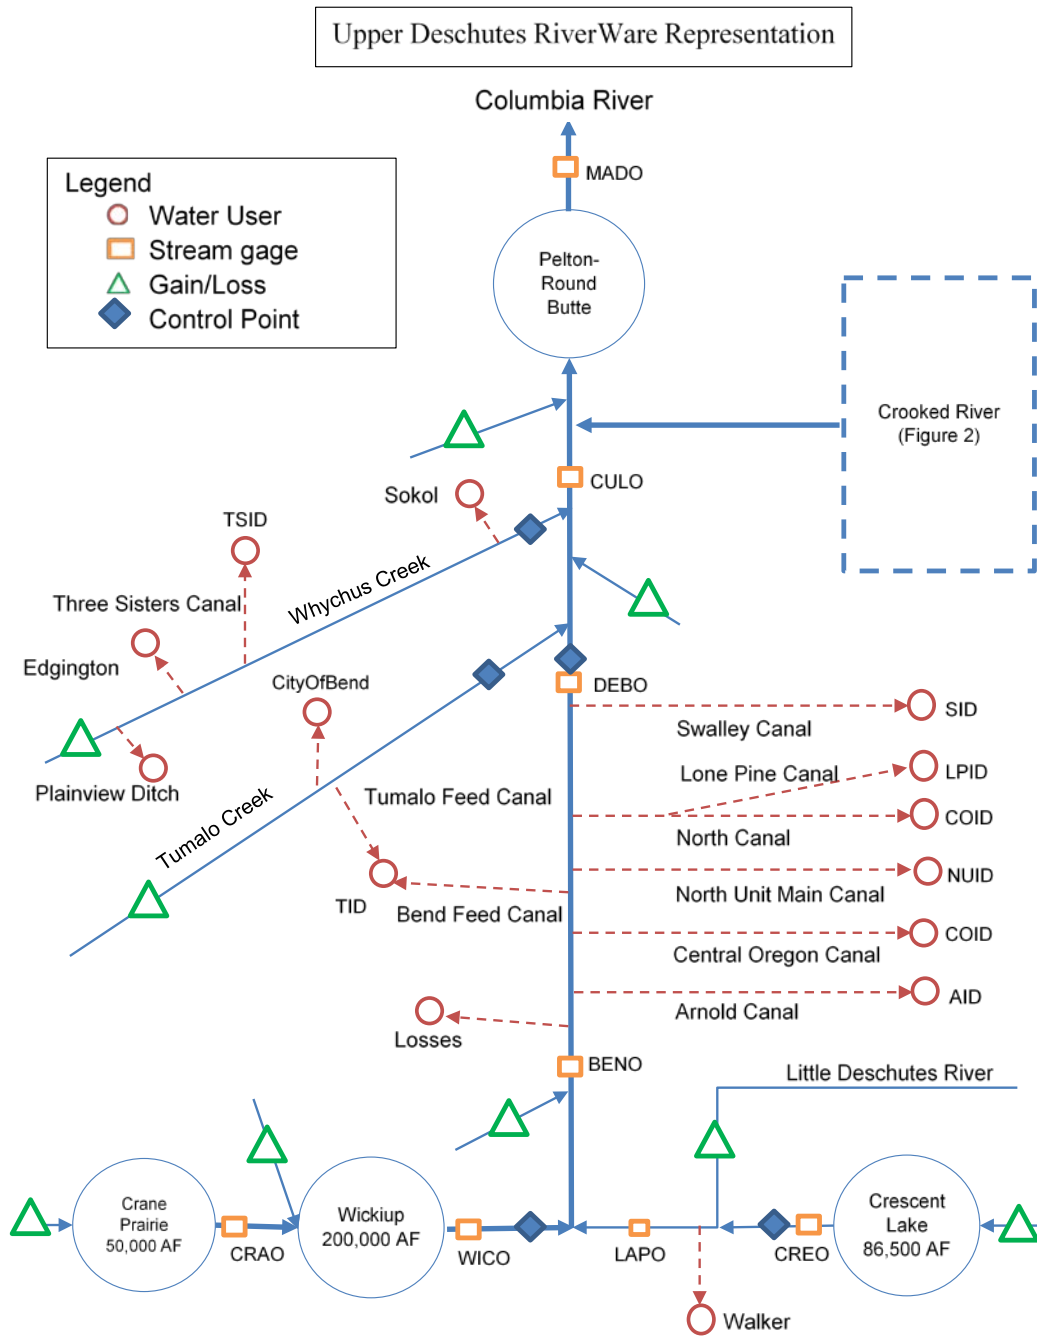 Upper Deschutes RiverWare Representation
Columbia River
MADO
Legend
Water User
Stream gage
Gain/Loss
Control Point
Pelton-
Round
Butte
Crooked River
(Figure 2)
CULO
Sokol
TSID
Whychus Creek
Three Sisters Canal
Edgington
CityOfBend
DEBO
SID
Swalley Canal
Plainview Ditch
Lone Pine Canal
LPID
Tumalo Feed Canal
COID
North Canal
Tumalo Creek
NUID
North Unit Main Canal
TID
Bend Feed Canal
COID
Central Oregon Canal
AID
Arnold Canal
Losses
BENO
Little Deschutes River
Crane
Prairie
50,000 AF
CRAO
Wickiup
200,000 AF
WICO
LAPO
CREO
Crescent
Lake
86,500 AF
Walker